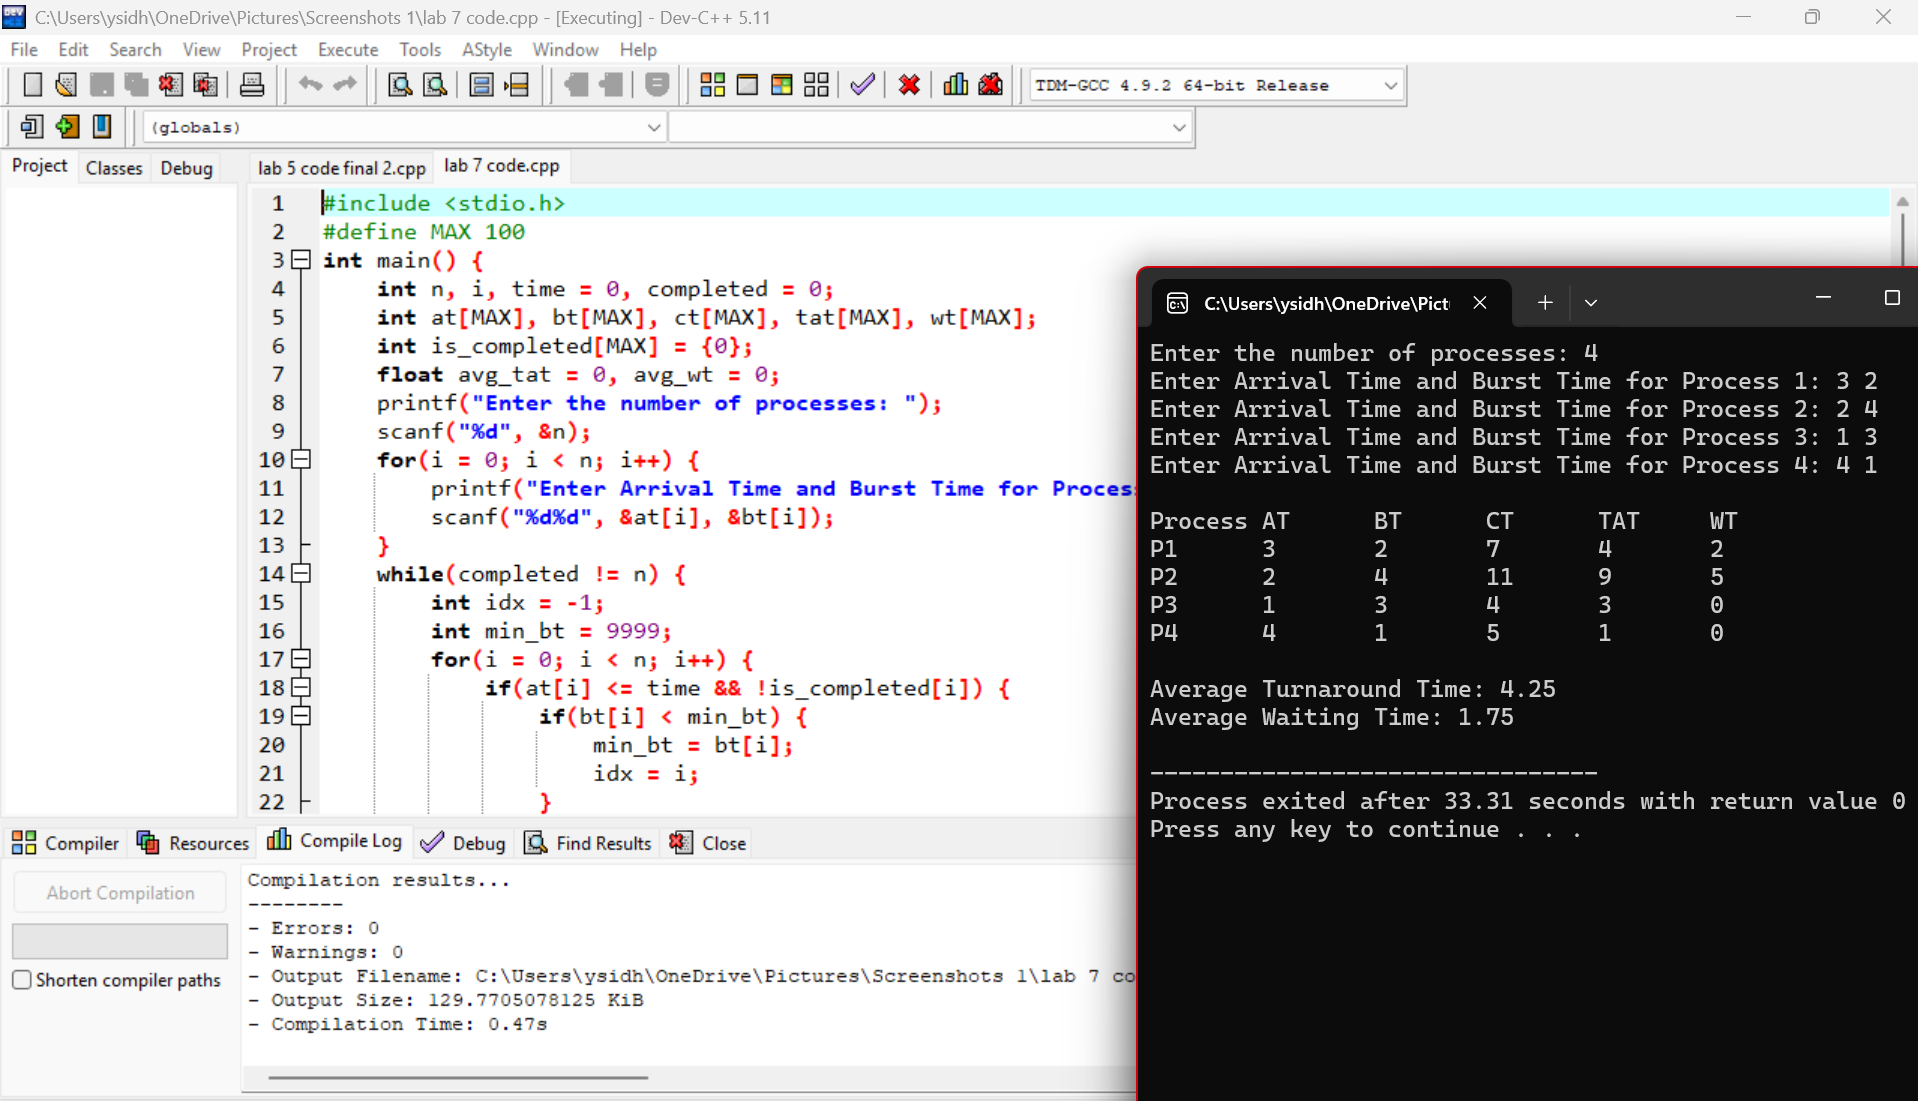 C:\Users\ysidh\OneDrive\Pictures\Screenshots 1\lab 7 code.cpp - [Executing] - Dev-C++ 5.11
File Edit Search View Project Execute Tools AStyle Window Help
TDM-GCC 4.9.2 64-bit Release
(globals)
Project Classes Debug
lab 5 code final 2.cpp lab 7 code.cpp
1 #include <stdio.h>
2 #define MAX 100
3 int main() {
4 int n, i, time = 0, completed = 0;
5 int at[MAX], bt[MAX], ct[MAX], tat[MAX], wt[MAX];
6 int is_completed[MAX] = {0};
7 float avg_tat = 0, avg_wt = 0;
8 printf("Enter the number of processes: ");
9 scanf("%d", &n);
10 for(i = 0; i < n; i++) {
11 printf("Enter Arrival Time and Burst Time for Proces
12 scanf("%d%d", &at[i], &bt[i]);
13 }
14 while(completed != n) {
15 int idx = -1;
16 int min_bt = 9999;
17 for(i = 0; i < n; i++) {
18 if(at[i] <= time && !is_completed[i]) {
19 if(bt[i] < min_bt) {
20 min_bt = bt[i];
21 idx = i;
22 }
Compiler Resources Compile Log Debug Find Results Close
Abort Compilation
Shorten compiler paths
Compilation results...
--------
- Errors: 0
- Warnings: 0
- Output Filename: C:\Users\ysidh\OneDrive\Pictures\Screenshots 1\lab 7 co
- Output Size: 129.7705078125 KiB
- Compilation Time: 0.47s
C:\Users\ysidh\OneDrive\Pict
Enter the number of processes: 4
Enter Arrival Time and Burst Time for Process 1: 3 2
Enter Arrival Time and Burst Time for Process 2: 2 4
Enter Arrival Time and Burst Time for Process 3: 1 3
Enter Arrival Time and Burst Time for Process 4: 4 1
Process AT BT CT TAT WT
P1 3 2 7 4 2
P2 2 4 11 9 5
P3 1 3 4 3 0
P4 4 1 5 1 0
Average Turnaround Time: 4.25
Average Waiting Time: 1.75
--------------------------------
Process exited after 33.31 seconds with return value 0
Press any key to continue . . .